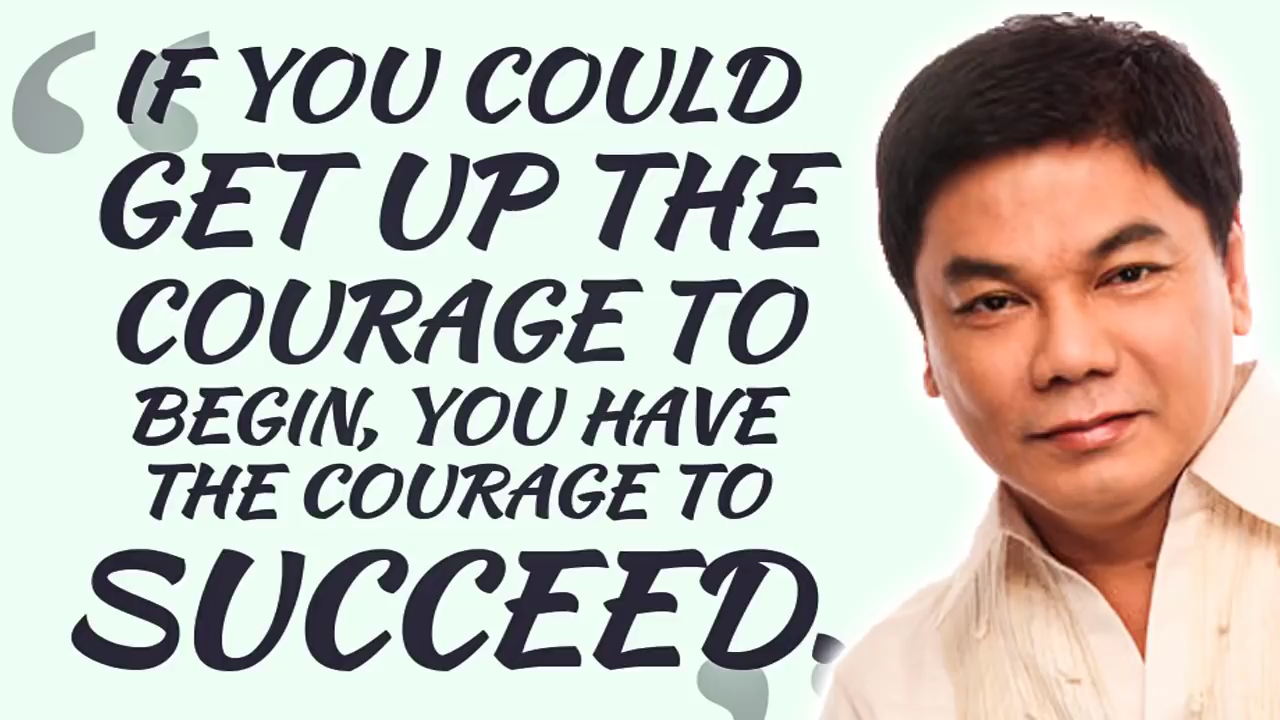 IF YOU COULD
GET UP THE
COURAGE TO
BEGIN, YOU HAVE
THE COURAGE TO
SUCCEED.